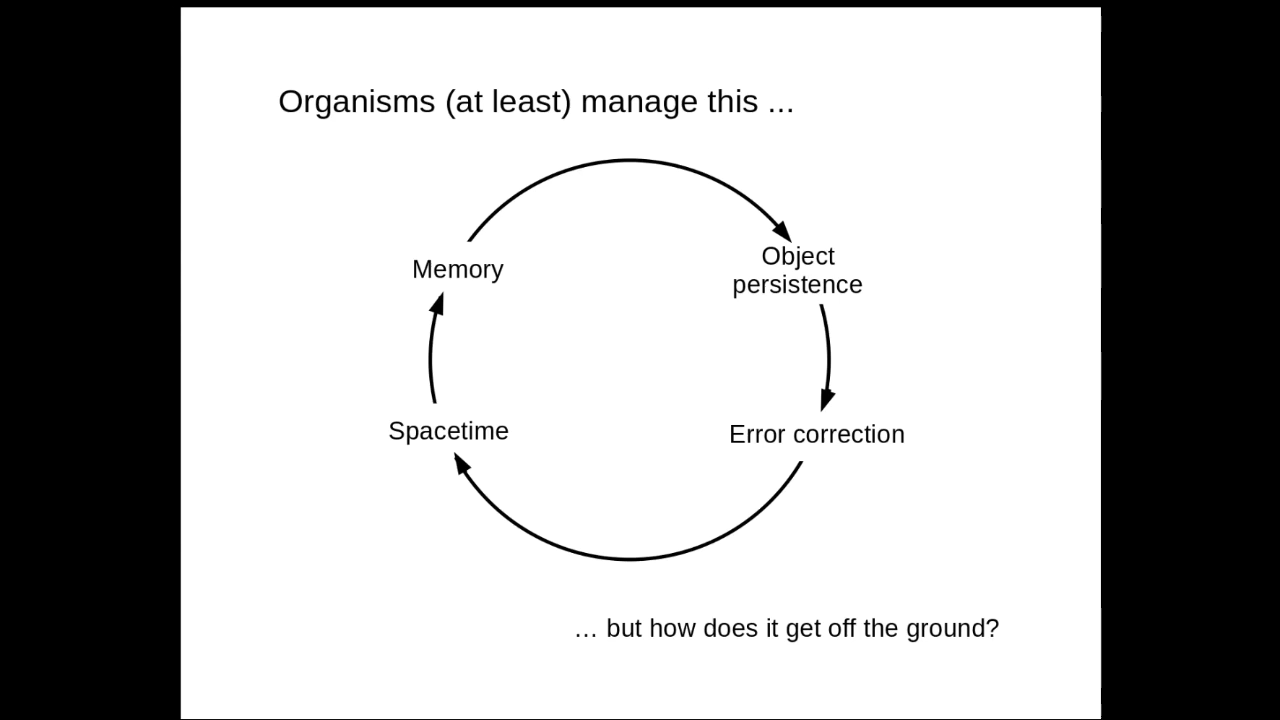 Organisms (at least) manage this ...
Memory
Object
persistence
Spacetime
Error correction
… but how does it get off the ground?